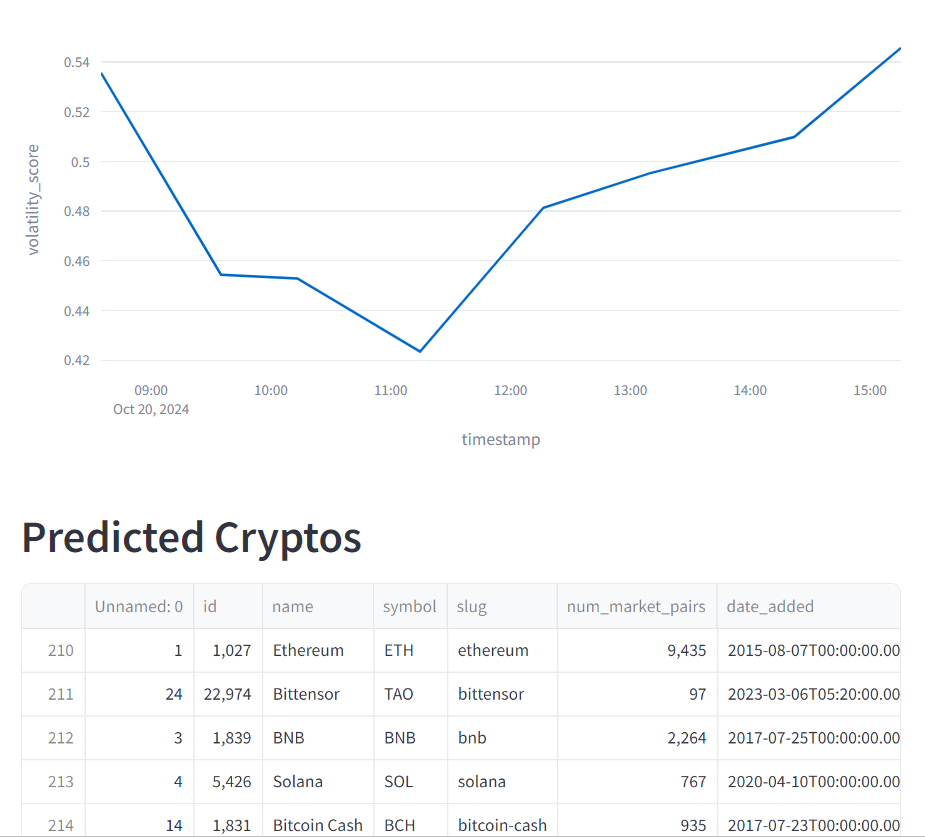 0.54
0.52
0.5
0.48
0.46
0.44
0.42
volatility_score
09:00 10:00 11:00 12:00 13:00 14:00 15:00
Oct 20, 2024
timestamp
Predicted Cryptos
Unnamed: 0 id name symbol slug num_market_pairs date_added
210 1 1,027 Ethereum ETH ethereum 9,435 2015-08-07T00:00:00.00
211 24 22,974 Bittensor TAO bittensor 97 2023-03-06T05:20:00.00
212 3 1,839 BNB BNB bnb 2,264 2017-07-25T00:00:00.00
213 4 5,426 Solana SOL solana 767 2020-04-10T00:00:00.00
214 14 1,831 Bitcoin Cash BCH bitcoin-cash 935 2017-07-23T00:00:00.00